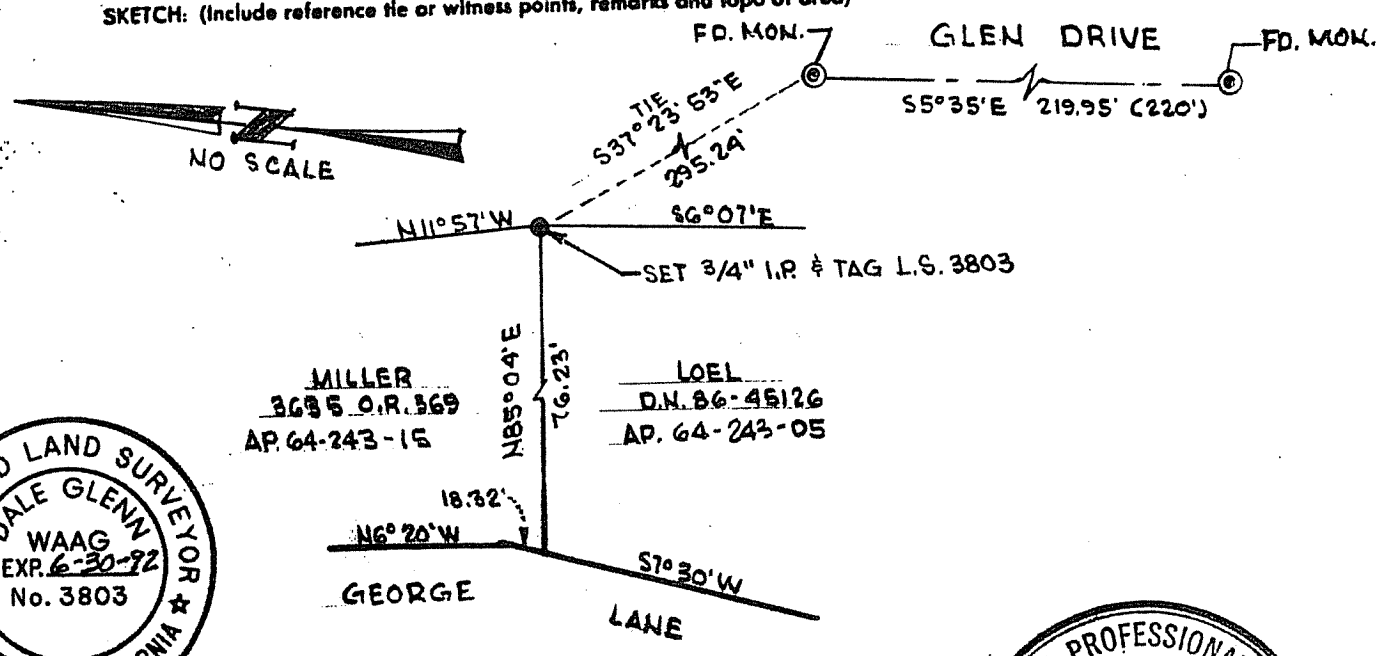 SKETCH: (Include reference tie or witness points, remarks and topo of area)
FD. MON.
GLEN DRIVE
FD. MON.
S5°35'E 219.95' (220')
TIE
S37°23'53"E
295.24'
NO SCALE
N11°57'W
S6°07'E
SET 3/4" I.P. & TAG L.S. 3803
N85°04'E
76.23'
MILLER
O.R. 369
AP. 64-243-15
LOEL
D.N. 86-45126
AP. 64-243-05
18.32'
N6°20'W
S7°30'W
GEORGE
LANE
LAND SURVEYOR
DALE GLENN
WAAG
EXP. 6-30-92
No. 3803
PROFESSIONA